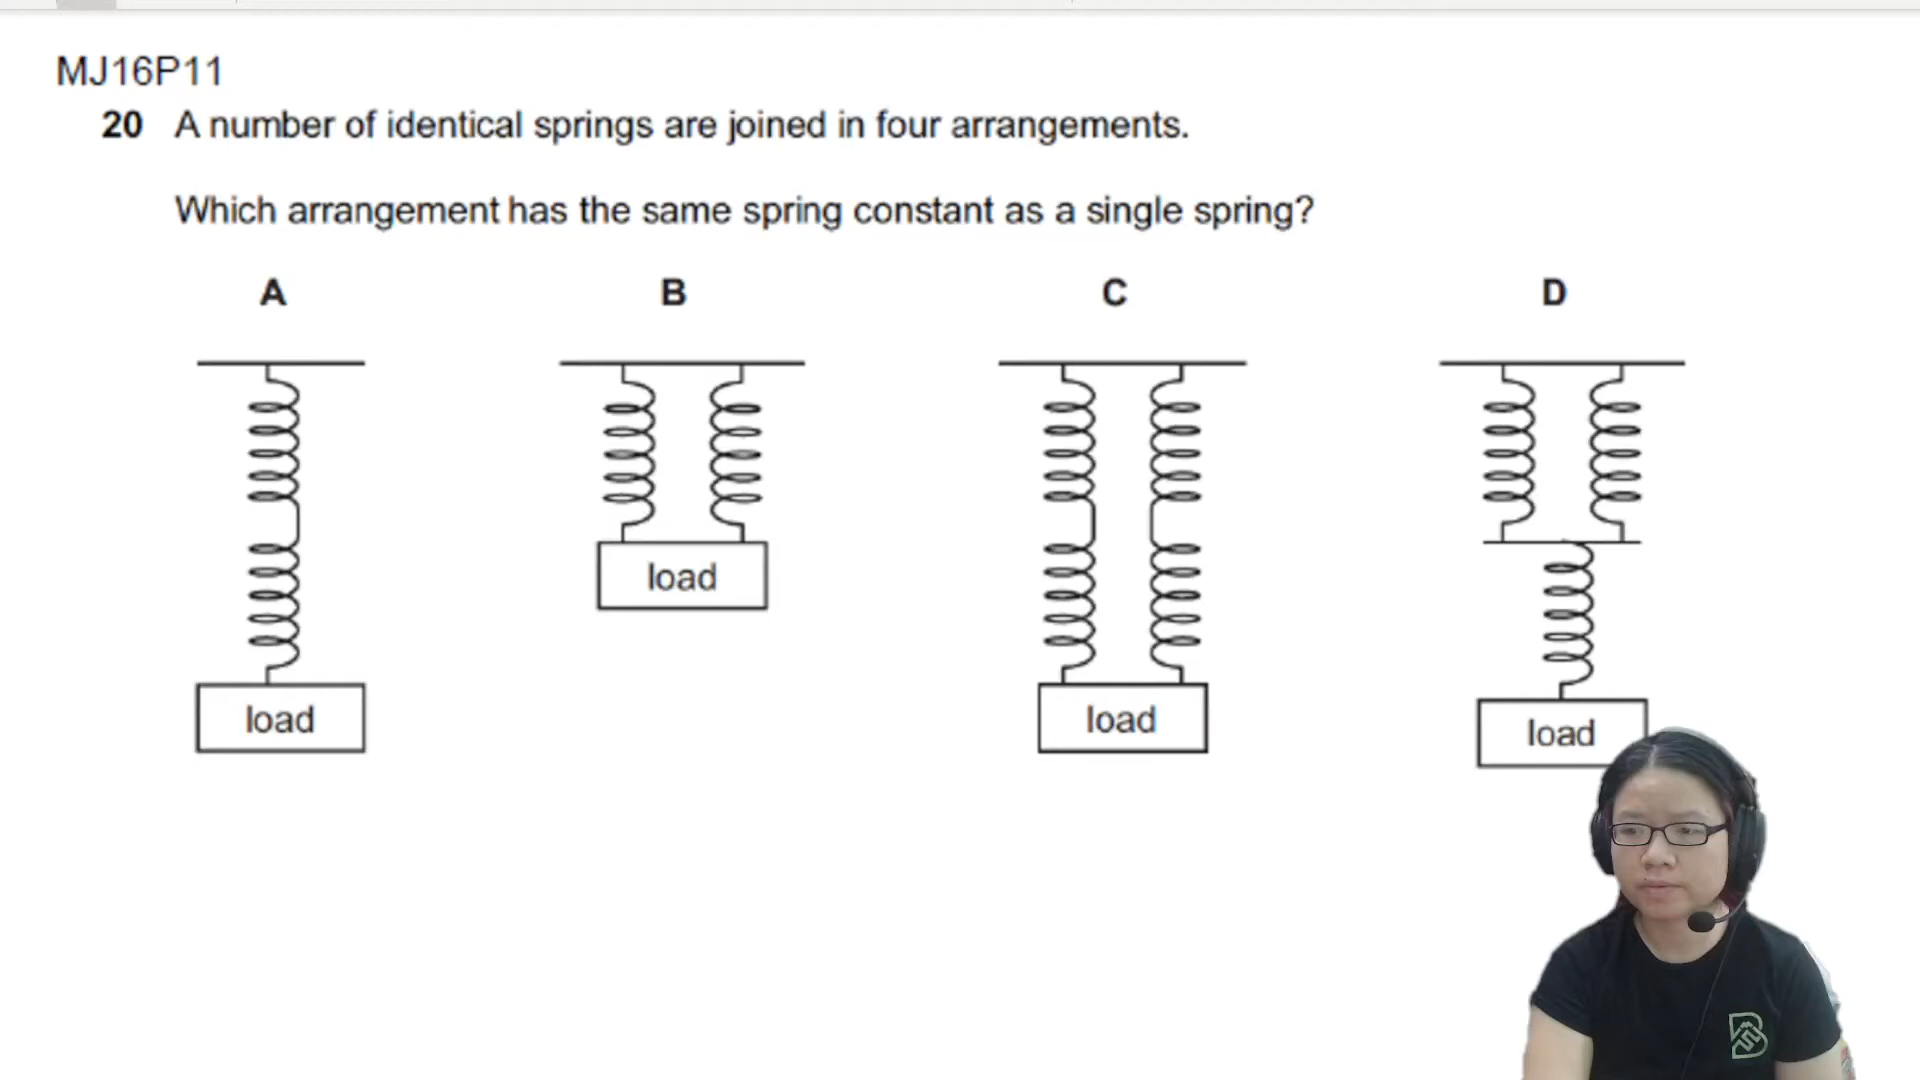 MJ16P11
20 A number of identical springs are joined in four arrangements.
Which arrangement has the same spring constant as a single spring?
A B C D
load
load
load
load